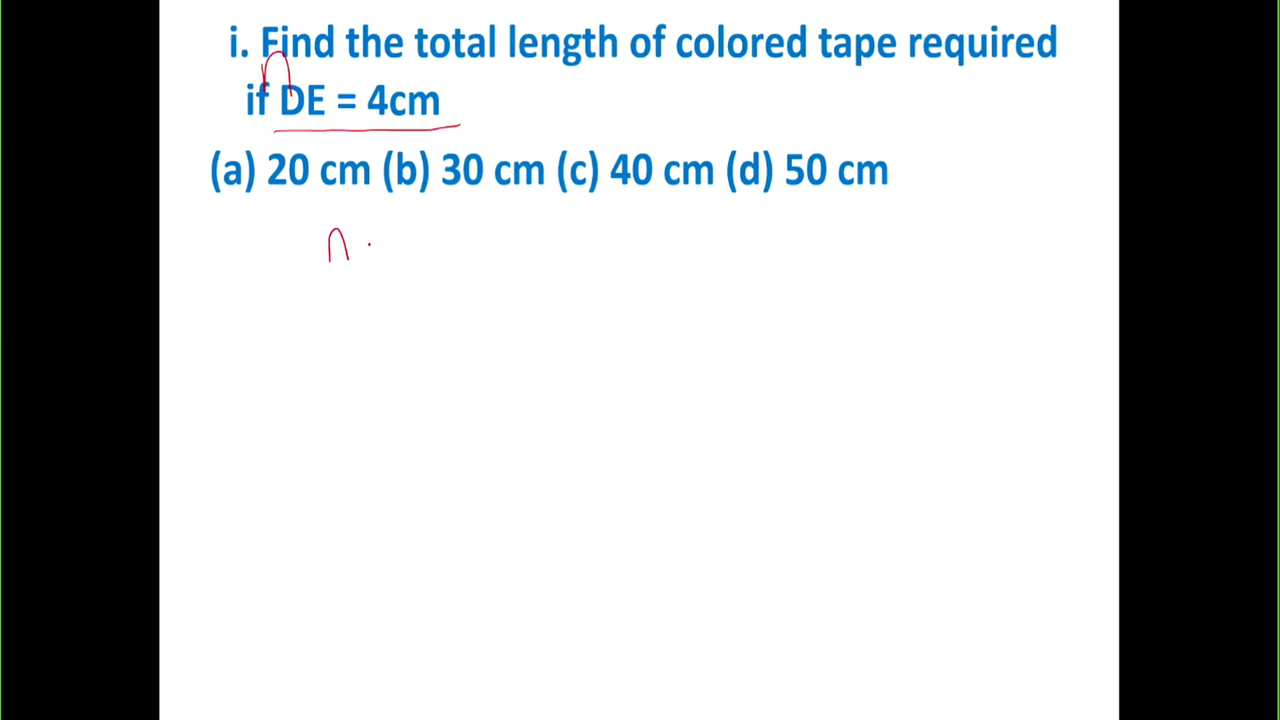 i. Find the total length of colored tape required
if DE = 4cm
(a) 20 cm (b) 30 cm (c) 40 cm (d) 50 cm